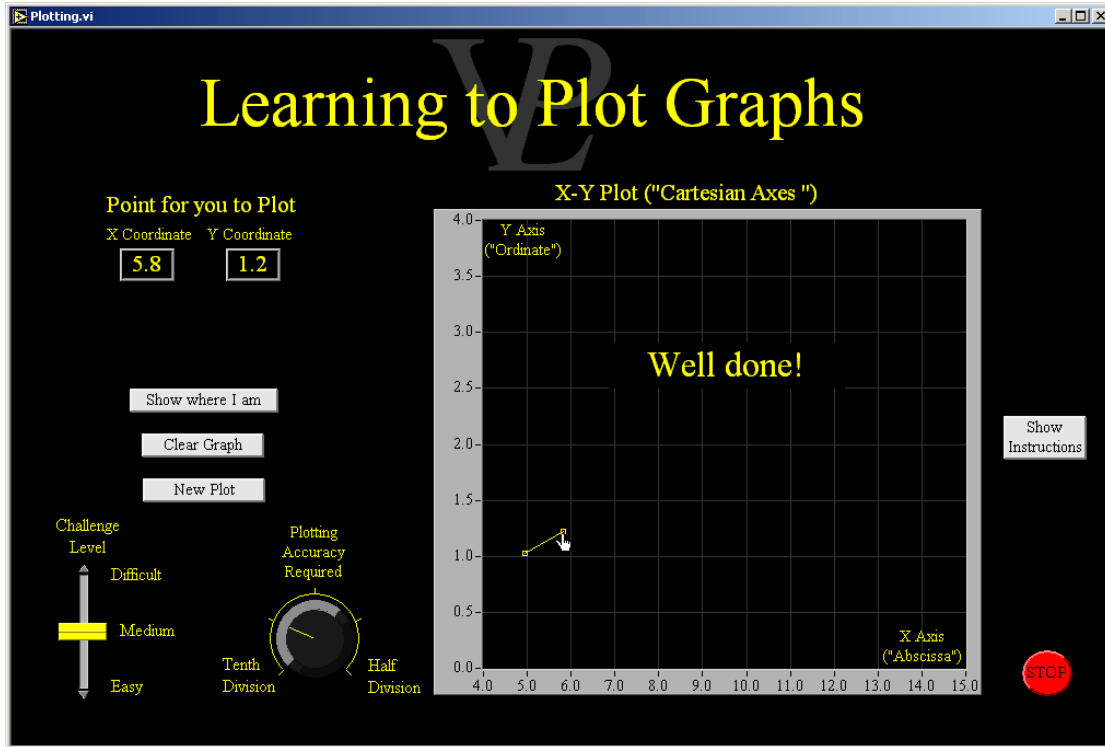 Plotting.vi
VPL
Learning to Plot Graphs
Point for you to Plot
X Coordinate Y Coordinate
5.8 1.2
Show where I am
Clear Graph
New Plot
Challenge
Level
Difficult
Medium
Easy
Plotting
Accuracy
Required
Tenth
Division
Half
Division
X-Y Plot ("Cartesian Axes ")
Y Axis
("Ordinate")
4.0
3.5
3.0
2.5
2.0
1.5
1.0
0.5
0.0
Well done!
X Axis
("Abscissa")
4.0 5.0 6.0 7.0 8.0 9.0 10.0 11.0 12.0 13.0 14.0 15.0
Show
Instructions
STOP